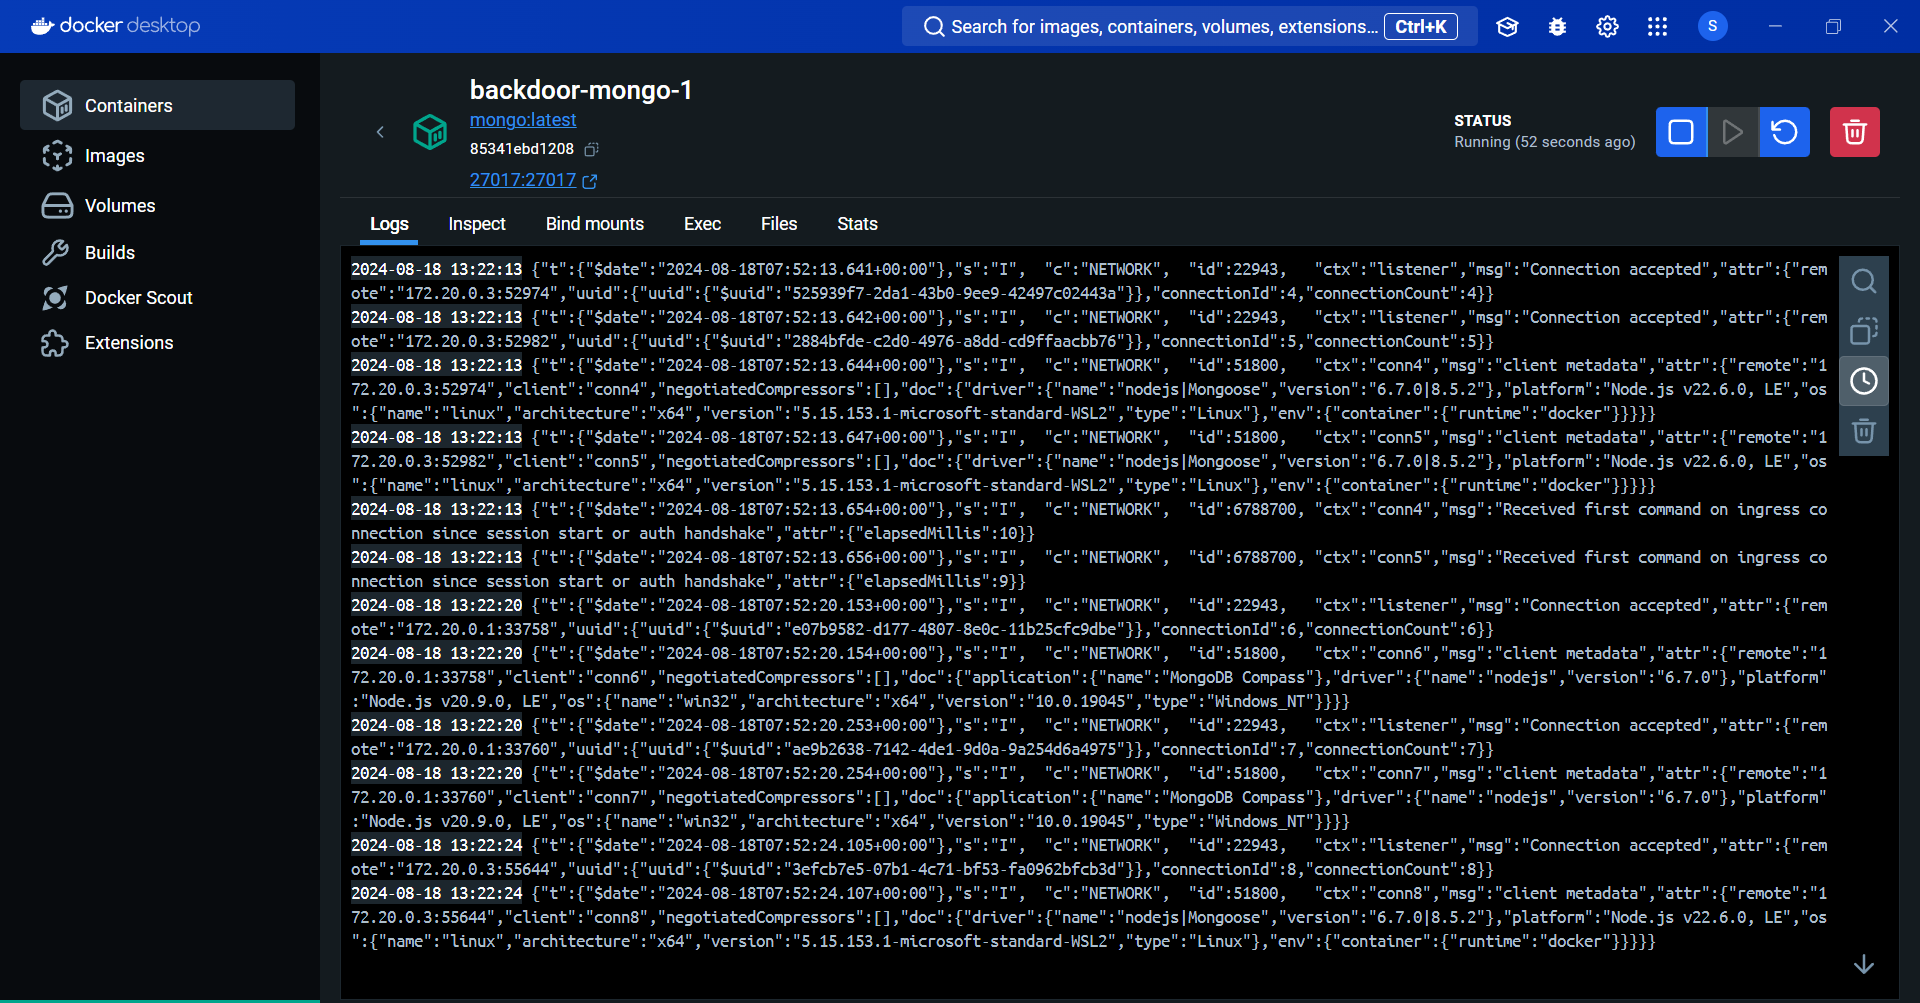 docker desktop
Search for images, containers, volumes, extensions... Ctrl+K
S
Containers
Images
Volumes
Builds
Docker Scout
Extensions
backdoor-mongo-1
mongo:latest
85341ebd1208
27017:27017
STATUS
Running (52 seconds ago)
Logs Inspect Bind mounts Exec Files Stats
2024-08-18 13:22:13 {"t":{"$date":"2024-08-18T07:52:13.641+00:00"},"s":"I", "c":"NETWORK", "id":22943, "ctx":"listener","msg":"Connection accepted","attr":{"rem
ote":"172.20.0.3:52974","uuid":{"uuid":{"$uuid":"525939f7-2da1-43b0-9ee9-42497c02443a"}},"connectionId":4,"connectionCount":4}}
2024-08-18 13:22:13 {"t":{"$date":"2024-08-18T07:52:13.642+00:00"},"s":"I", "c":"NETWORK", "id":22943, "ctx":"listener","msg":"Connection accepted","attr":{"rem
ote":"172.20.0.3:52982","uuid":{"uuid":{"$uuid":"2884bfde-c2d0-4976-a8dd-cd9ffaacbb76"}},"connectionId":5,"connectionCount":5}}
2024-08-18 13:22:13 {"t":{"$date":"2024-08-18T07:52:13.644+00:00"},"s":"I", "c":"NETWORK", "id":51800, "ctx":"conn4","msg":"client metadata","attr":{"remote":"1
72.20.0.3:52974","client":"conn4","negotiatedCompressors":[],"doc":{"driver":{"name":"nodejs|Mongoose","version":"6.7.0|8.5.2"},"platform":"Node.js v22.6.0, LE","os
":{"name":"linux","architecture":"x64","version":"5.15.153.1-microsoft-standard-WSL2","type":"Linux"},"env":{"container":{"runtime":"docker"}}}}}
2024-08-18 13:22:13 {"t":{"$date":"2024-08-18T07:52:13.647+00:00"},"s":"I", "c":"NETWORK", "id":51800, "ctx":"conn5","msg":"client metadata","attr":{"remote":"1
72.20.0.3:52982","client":"conn5","negotiatedCompressors":[],"doc":{"driver":{"name":"nodejs|Mongoose","version":"6.7.0|8.5.2"},"platform":"Node.js v22.6.0, LE","os
":{"name":"linux","architecture":"x64","version":"5.15.153.1-microsoft-standard-WSL2","type":"Linux"},"env":{"container":{"runtime":"docker"}}}}}
2024-08-18 13:22:13 {"t":{"$date":"2024-08-18T07:52:13.654+00:00"},"s":"I", "c":"NETWORK", "id":6788700, "ctx":"conn4","msg":"Received first command on ingress co
nnection since session start or auth handshake","attr":{"elapsedMillis":10}}
2024-08-18 13:22:13 {"t":{"$date":"2024-08-18T07:52:13.656+00:00"},"s":"I", "c":"NETWORK", "id":6788700, "ctx":"conn5","msg":"Received first command on ingress co
nnection since session start or auth handshake","attr":{"elapsedMillis":9}}
2024-08-18 13:22:20 {"t":{"$date":"2024-08-18T07:52:20.153+00:00"},"s":"I", "c":"NETWORK", "id":22943, "ctx":"listener","msg":"Connection accepted","attr":{"rem
ote":"172.20.0.1:33758","uuid":{"uuid":{"$uuid":"e07b9582-d177-4807-8e0c-11b25cfc9dbe"}},"connectionId":6,"connectionCount":6}}
2024-08-18 13:22:20 {"t":{"$date":"2024-08-18T07:52:20.154+00:00"},"s":"I", "c":"NETWORK", "id":51800, "ctx":"conn6","msg":"client metadata","attr":{"remote":"1
72.20.0.1:33758","client":"conn6","negotiatedCompressors":[],"doc":{"application":{"name":"MongoDB Compass"},"driver":{"name":"nodejs","version":"6.7.0"},"platform"
:"Node.js v20.9.0, LE","os":{"name":"win32","architecture":"x64","version":"10.0.19045","type":"Windows_NT"}}}}
2024-08-18 13:22:20 {"t":{"$date":"2024-08-18T07:52:20.253+00:00"},"s":"I", "c":"NETWORK", "id":22943, "ctx":"listener","msg":"Connection accepted","attr":{"rem
ote":"172.20.0.1:33760","uuid":{"uuid":{"$uuid":"ae9b2638-7142-4de1-9d0a-9a254d6a4975"}},"connectionId":7,"connectionCount":7}}
2024-08-18 13:22:20 {"t":{"$date":"2024-08-18T07:52:20.254+00:00"},"s":"I", "c":"NETWORK", "id":51800, "ctx":"conn7","msg":"client metadata","attr":{"remote":"1
72.20.0.1:33760","client":"conn7","negotiatedCompressors":[],"doc":{"application":{"name":"MongoDB Compass"},"driver":{"name":"nodejs","version":"6.7.0"},"platform"
:"Node.js v20.9.0, LE","os":{"name":"win32","architecture":"x64","version":"10.0.19045","type":"Windows_NT"}}}}
2024-08-18 13:22:24 {"t":{"$date":"2024-08-18T07:52:24.105+00:00"},"s":"I", "c":"NETWORK", "id":22943, "ctx":"listener","msg":"Connection accepted","attr":{"rem
ote":"172.20.0.3:55644","uuid":{"uuid":{"$uuid":"3efcb7e5-07b1-4c71-bf53-fa0962bfcb3d"}},"connectionId":8,"connectionCount":8}}
2024-08-18 13:22:24 {"t":{"$date":"2024-08-18T07:52:24.107+00:00"},"s":"I", "c":"NETWORK", "id":51800, "ctx":"conn8","msg":"client metadata","attr":{"remote":"1
72.20.0.3:55644","client":"conn8","negotiatedCompressors":[],"doc":{"driver":{"name":"nodejs|Mongoose","version":"6.7.0|8.5.2"},"platform":"Node.js v22.6.0, LE","os
":{"name":"linux","architecture":"x64","version":"5.15.153.1-microsoft-standard-WSL2","type":"Linux"},"env":{"container":{"runtime":"docker"}}}}}